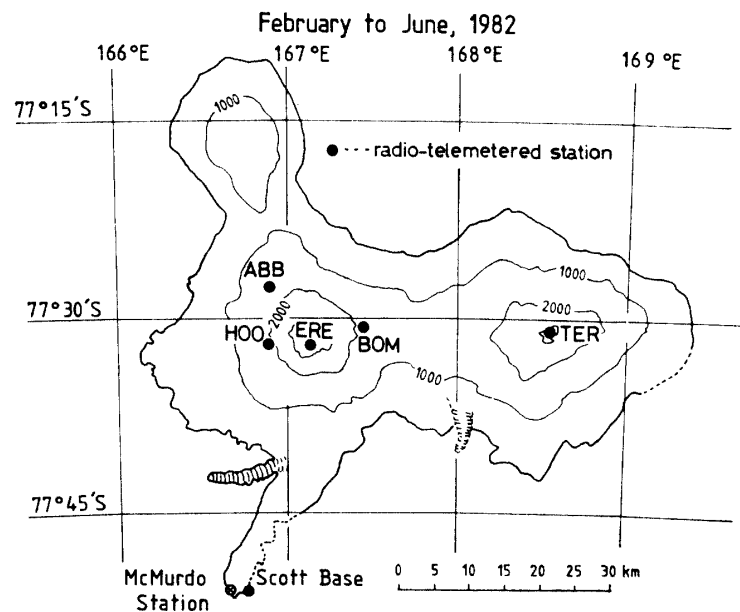 February to June, 1982
166°E 167°E 168°E 169°E
77°15'S
1000
radio-telemetered station
ABB
1000
77°30'S
2000
2000
HOO ERE
BOM
TER
1000
77°45'S
McMurdo Station
Scott Base
0 5 10 15 20 25 30 km